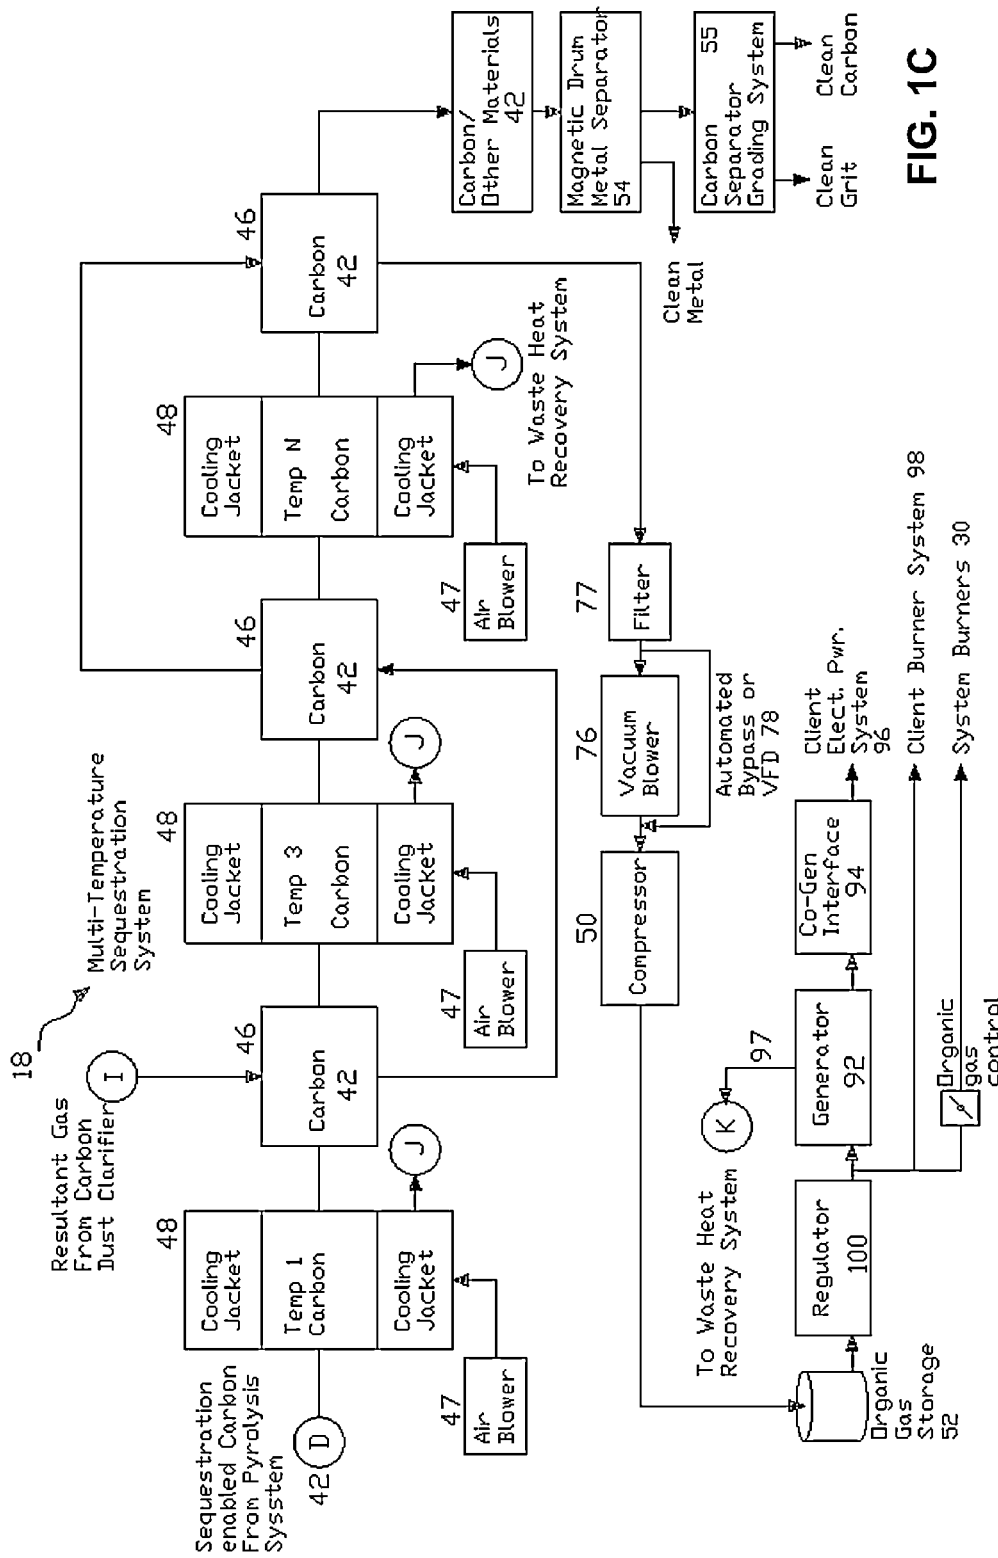 18
Multi-Temperature
Sequestration
System
Resultant Gas
From Carbon
Dust Clarifier
I
Sequestration
enabled Carbon
From Pyrolysis
Sysstem
42
D
48
Cooling
Jacket
Temp 1
Carbon
Cooling
Jacket
J
47
Air
Blower
46
Carbon
42
48
Cooling
Jacket
Temp 3
Carbon
Cooling
Jacket
J
47
Air
Blower
46
Carbon
42
48
Cooling
Jacket
Temp N
Carbon
Cooling
Jacket
J
To Waste Heat
Recovery System
47
Air
Blower
46
Carbon
42
Carbon/
Other Materials
42
Magnetic Drum
Metal Separator
54
Clean
Metal
55
Carbon
Separator
Grading System
Clean
Grit
Clean
Carbon
77
Filter
76
Vacuum
Blower
Automated
Bypass or
VFD 78
50
Compressor
Organic
Gas
Storage
52
Regulator
100
To Waste Heat
Recovery System
K
97
Generator
92
Co-Gen
Interface
94
Client
Elect. Pwr.
System
96
Client Burner System 98
System Burners 30
Organic
gas
control
FIG. 1C